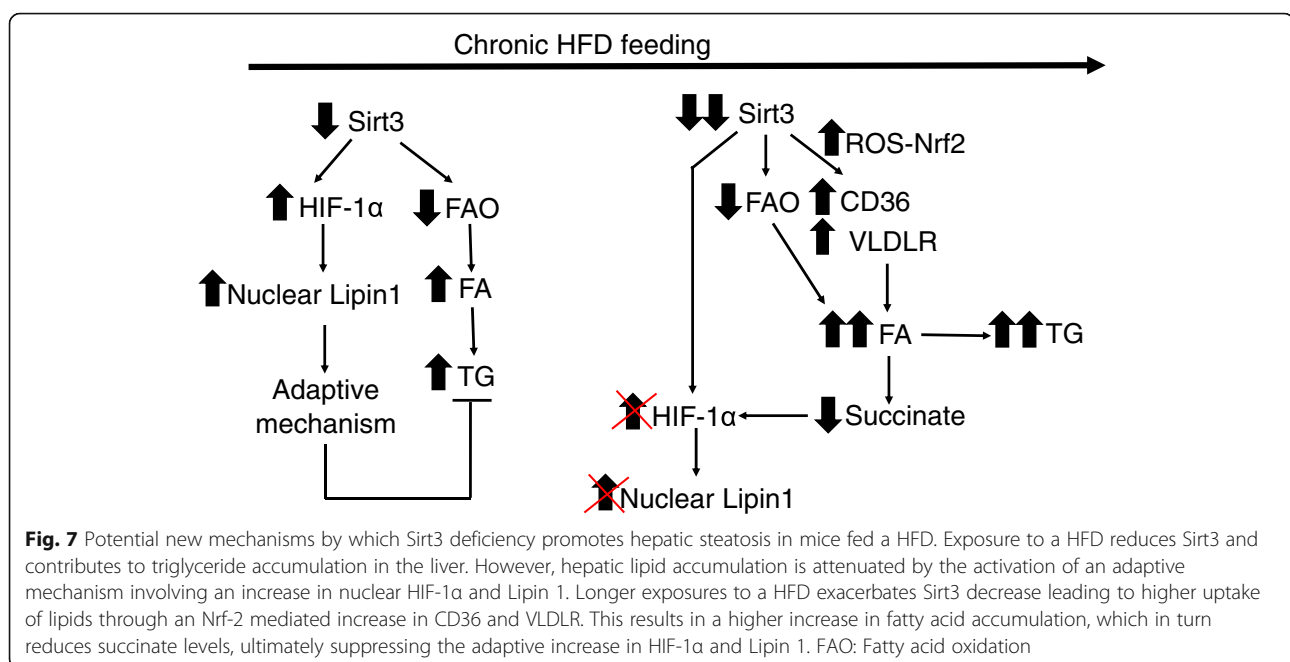 Chronic HFD feeding
Sirt3
HIF-1α
FAO
Nuclear Lipin1
FA
Adaptive
mechanism
TG
Sirt3
ROS-Nrf2
FAO
CD36
VLDLR
FA
TG
HIF-1α
Succinate
Nuclear Lipin1
Fig. 7 Potential new mechanisms by which Sirt3 deficiency promotes hepatic steatosis in mice fed a HFD. Exposure to a HFD reduces Sirt3 and
contributes to triglyceride accumulation in the liver. However, hepatic lipid accumulation is attenuated by the activation of an adaptive
mechanism involving an increase in nuclear HIF-1α and Lipin 1. Longer exposures to a HFD exacerbates Sirt3 decrease leading to higher uptake
of lipids through an Nrf-2 mediated increase in CD36 and VLDLR. This results in a higher increase in fatty acid accumulation, which in turn
reduces succinate levels, ultimately suppressing the adaptive increase in HIF-1α and Lipin 1. FAO: Fatty acid oxidation